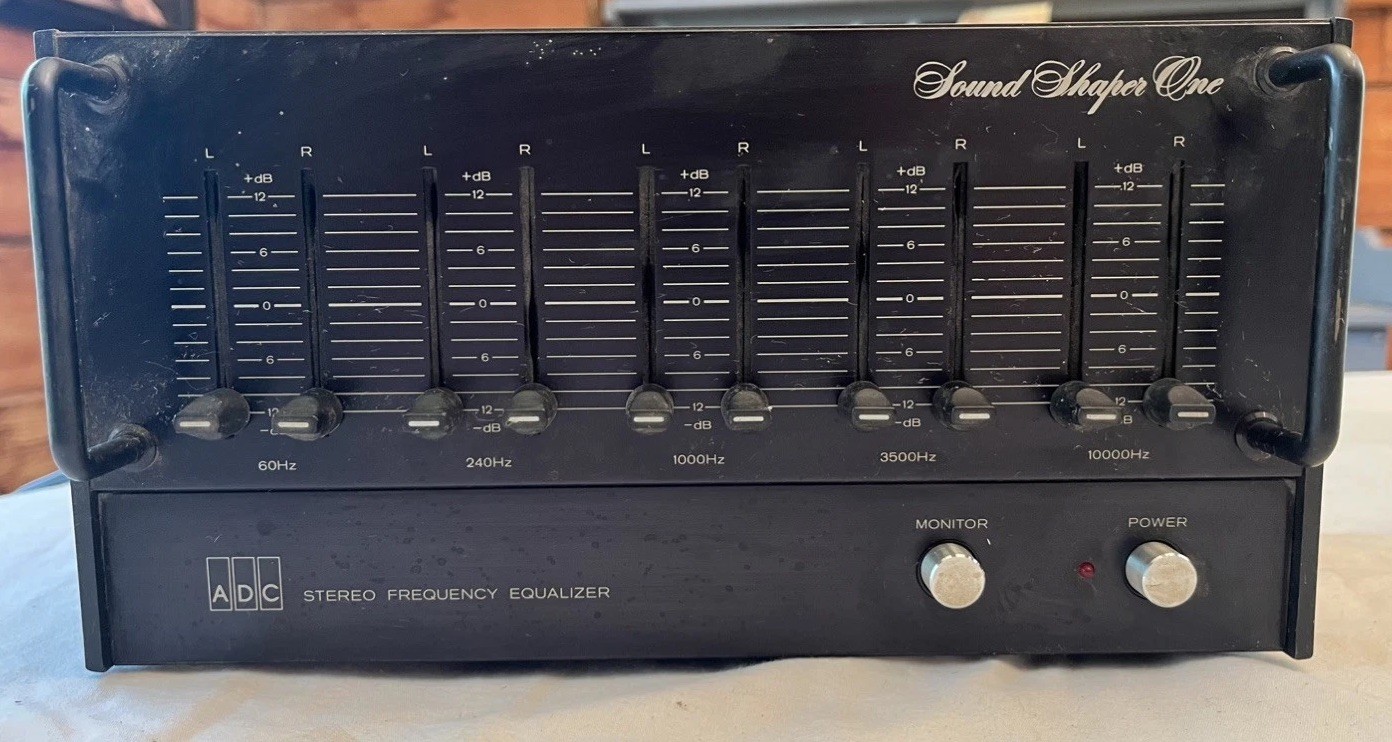 Sound Shaper One
L R L R L R L R L R
+dB +dB +dB +dB +dB
12 12 12 12 12
6 6 6 6 6
0 0 0 0 0
6 6 6 6 6
12 12 12 12 12
-dB -dB -dB
60Hz 240Hz 1000Hz 3500Hz 10000Hz
MONITOR POWER
ADC STEREO FREQUENCY EQUALIZER